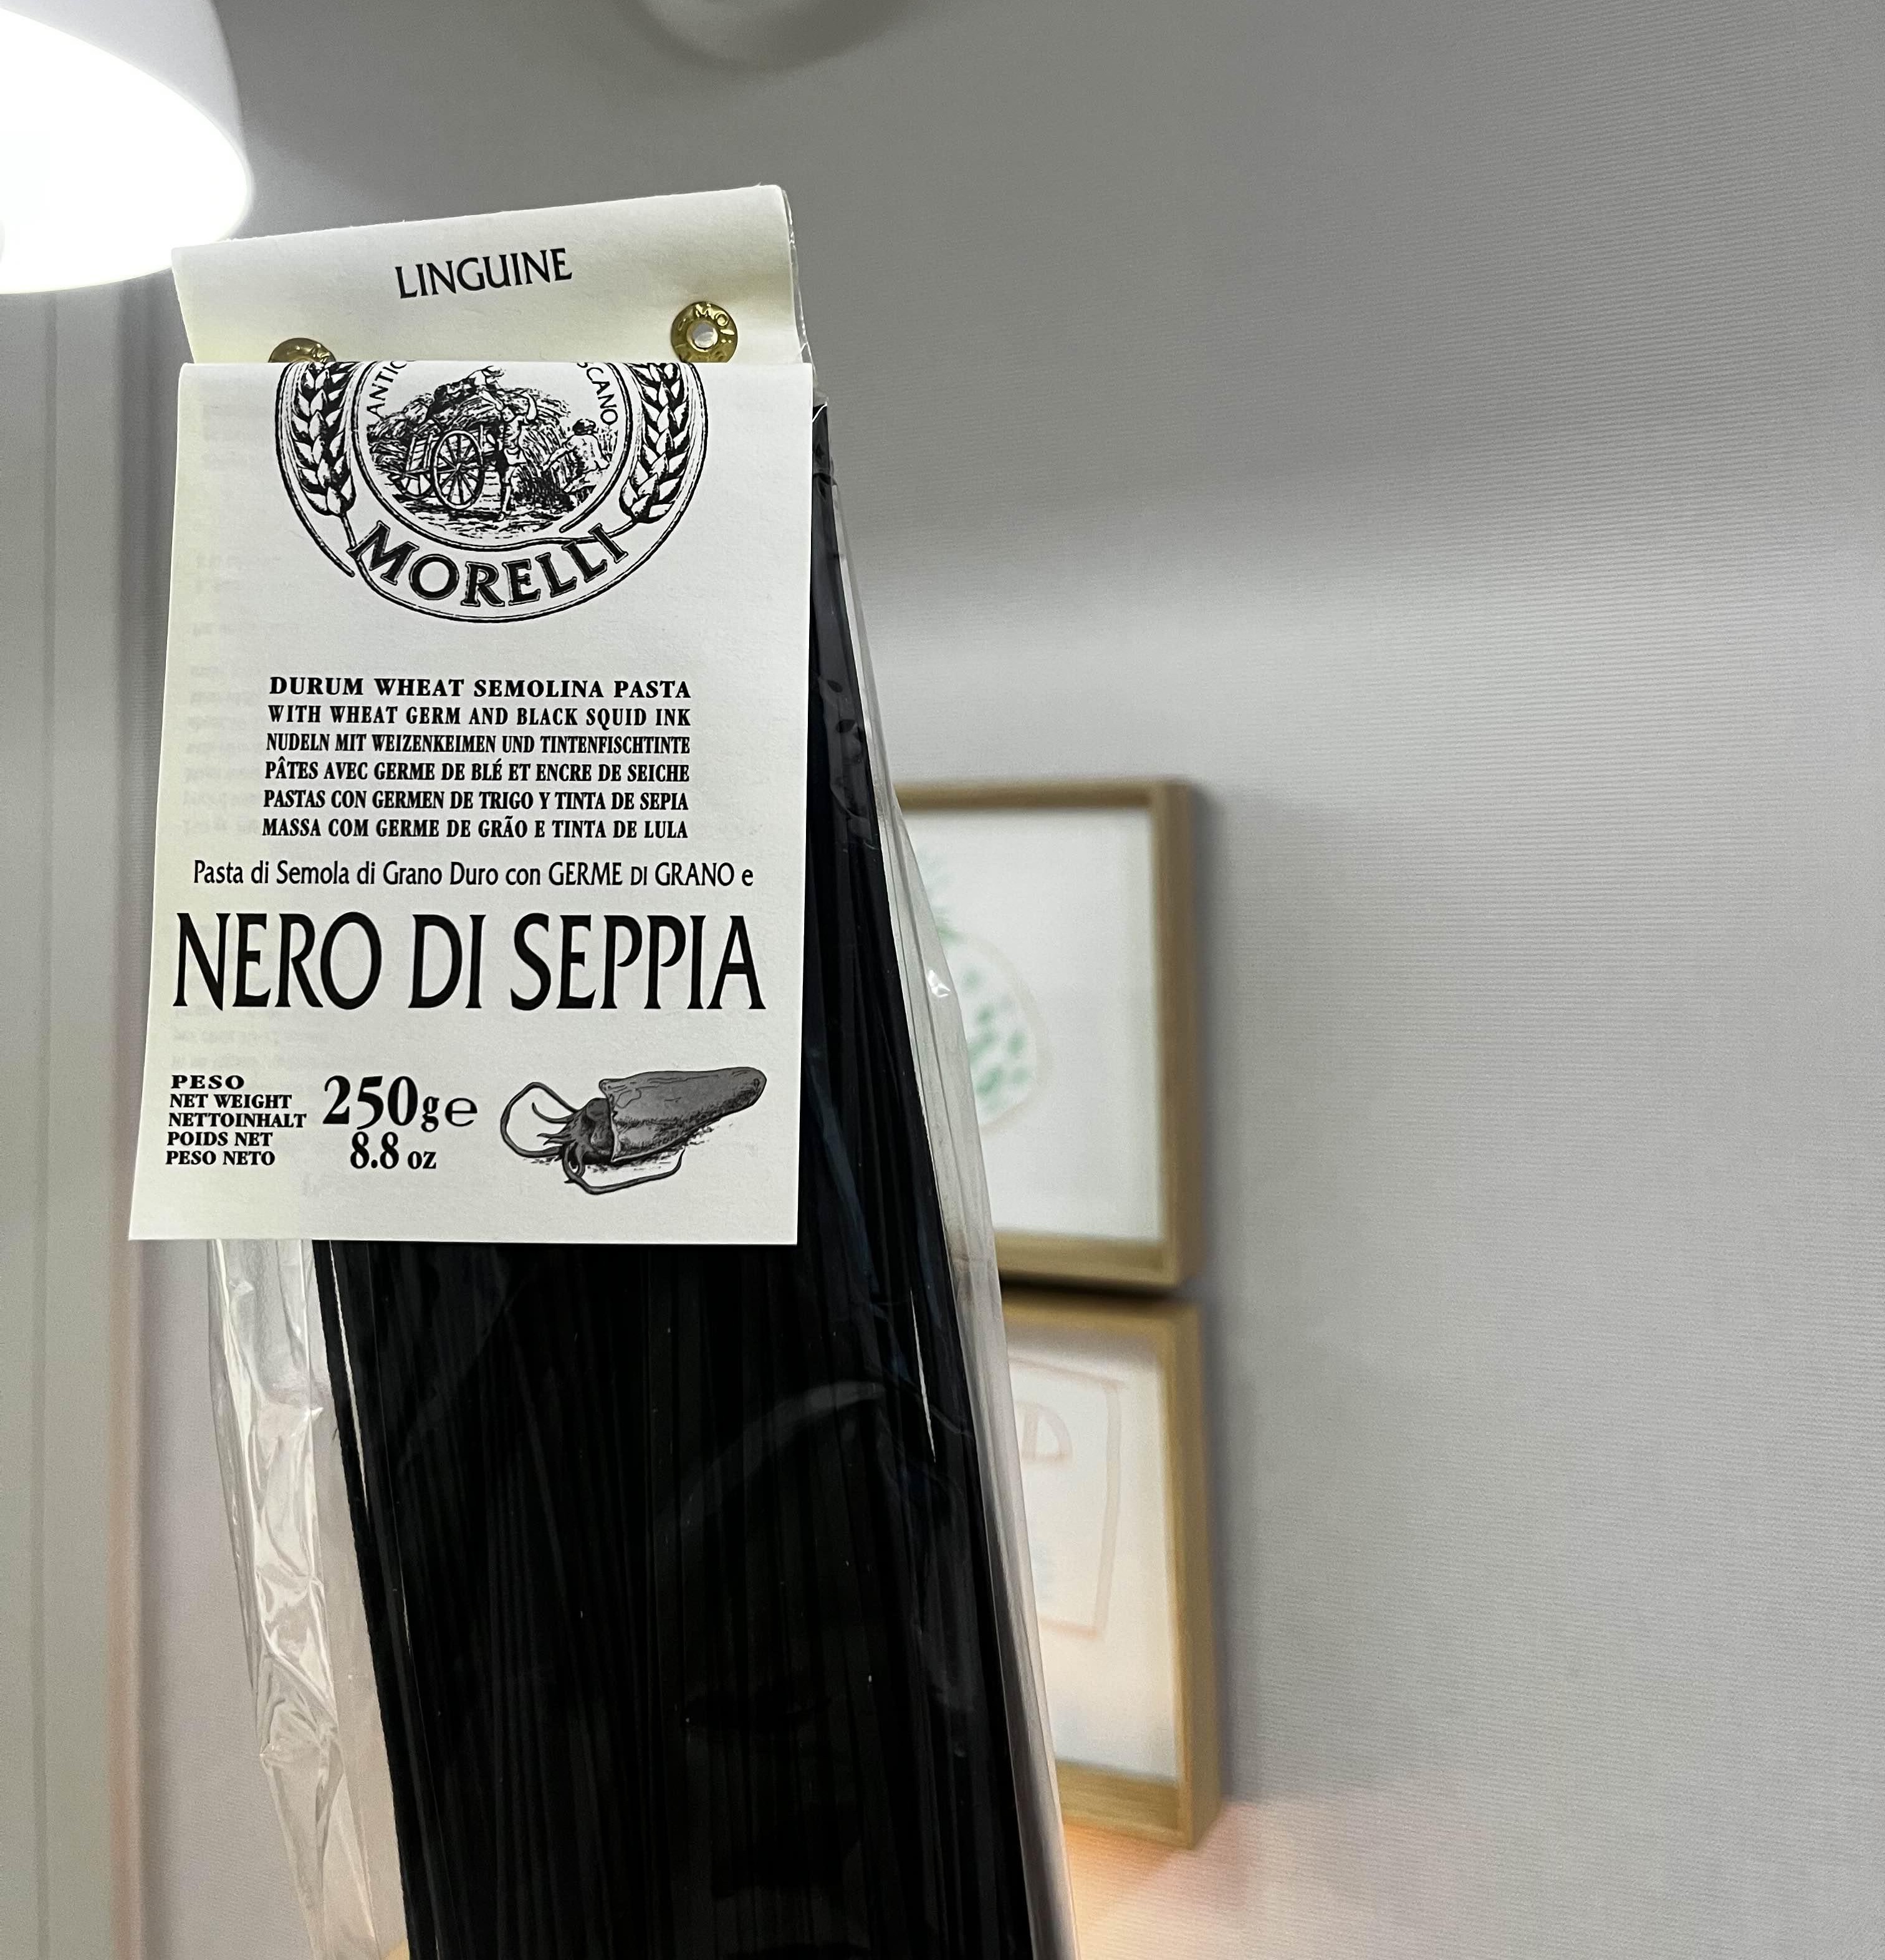 LINGUINE
MORELLI
DURUM WHEAT SEMOLINA PASTA
WITH WHEAT GERM AND BLACK SQUID INK
NUDELN MIT WEIZENKEIMEN UND TINTENFISCHTINTE
PÂTES AVEC GERME DE BLÉ ET ENCRE DE SEICHE
PASTAS CON GERMEN DE TRIGO Y TINTA DE SEPIA
MASSA COM GERME DE GRÃO E TINTA DE LULA
Pasta di Semola di Grano Duro con GERME DI GRANO e
NERO DI SEPPIA
PESO
NET WEIGHT
NETTOINHALT
POIDS NET
PESO NETO
250g℮
8.8 oz